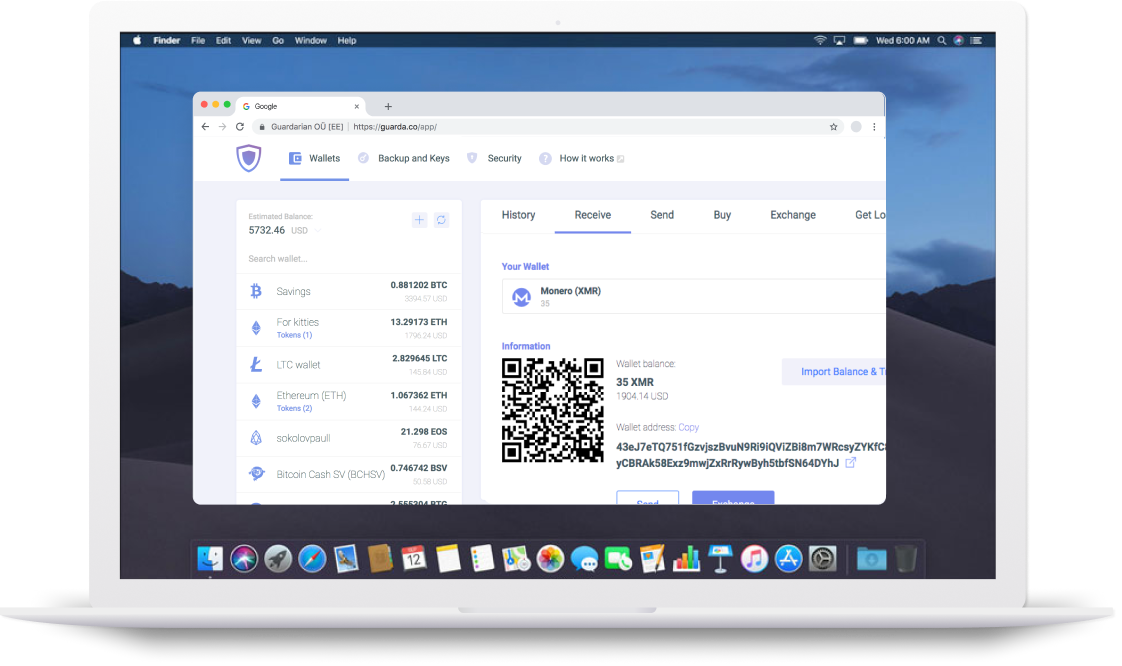 Finder File Edit View Go Window Help Wed 6:00 AM
Google
Guardarian OÜ [EE] | https://guarda.co/app/
Wallets Backup and Keys Security How it works
Estimated Balance:
5732.46 USD
Search wallet...
Savings 0.881202 BTC
3394.57 USD
For kitties 13.29173 ETH
Tokens (1) 1796.24 USD
LTC wallet 2.829645 LTC
145.84 USD
Ethereum (ETH) 1.067362 ETH
Tokens (2) 144.24 USD
sokolovpaull 21.298 EOS
76.67 USD
Bitcoin Cash SV (BCHSV) 0.746742 BSV
50.58 USD
2.555304 BTG
History Receive Send Buy Exchange Get Lo
Your Wallet
Monero (XMR)
35
Information
Wallet balance:
35 XMR
1904.14 USD
Import Balance & T
Wallet address: Copy
43eJ7eTQ751fGzvjszBvuN9Ri9iQViZBi8m7WRcsyZYKfC8
yCBRAk58Exz9mwjZxRrRywByh5tbfSN64DYhJ
Send Exchange
12